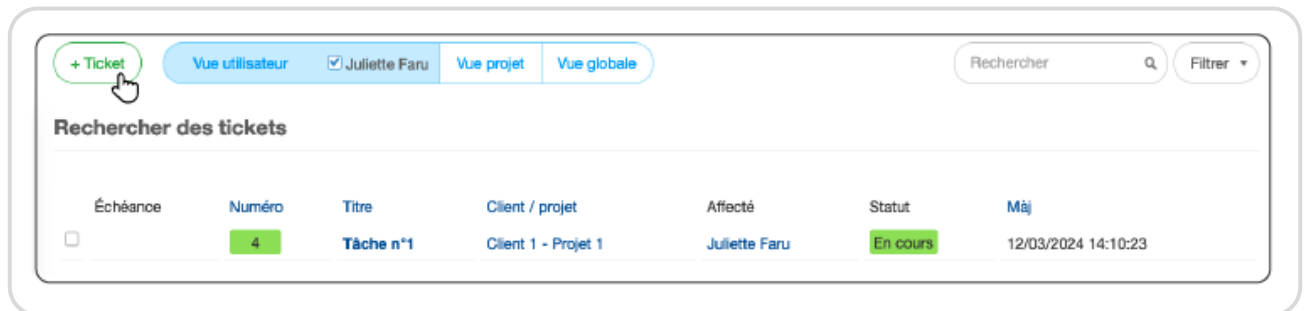 + Ticket Vue utilisateur Juliette Faru Vue projet Vue globale Rechercher Filtrer
Rechercher des tickets
Échéance Numéro Titre Client / projet Affecté Statut Màj
4 Tâche n°1 Client 1 - Projet 1 Juliette Faru En cours 12/03/2024 14:10:23